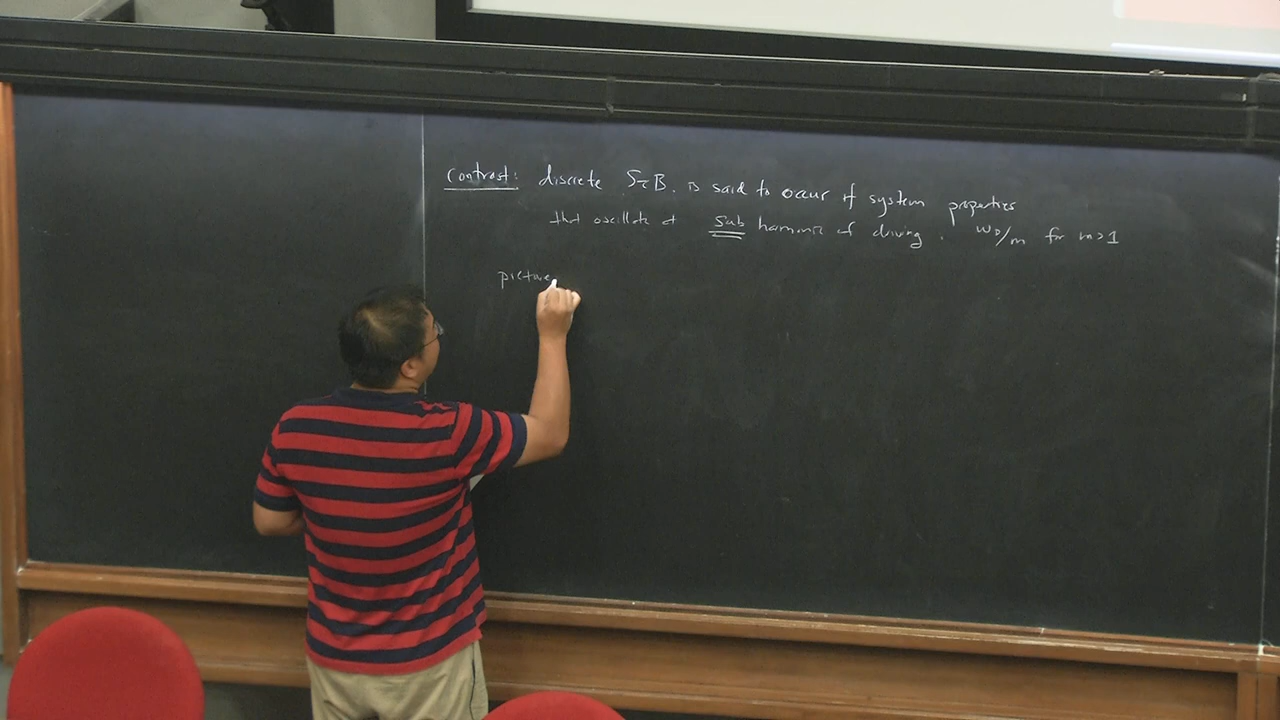 Contrast: discrete SτB. is said to occur if system properties
that oscillate at sub harmonic of driving. ω_D/m for m>1
picture